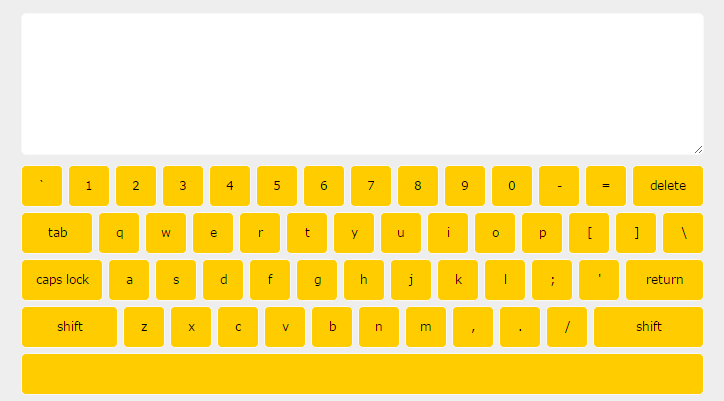 ` 1 2 3 4 5 6 7 8 9 0 - = delete
tab q w e r t y u i o p [ ] \
caps lock a s d f g h j k l ; ' return
shift z x c v b n m , . / shift